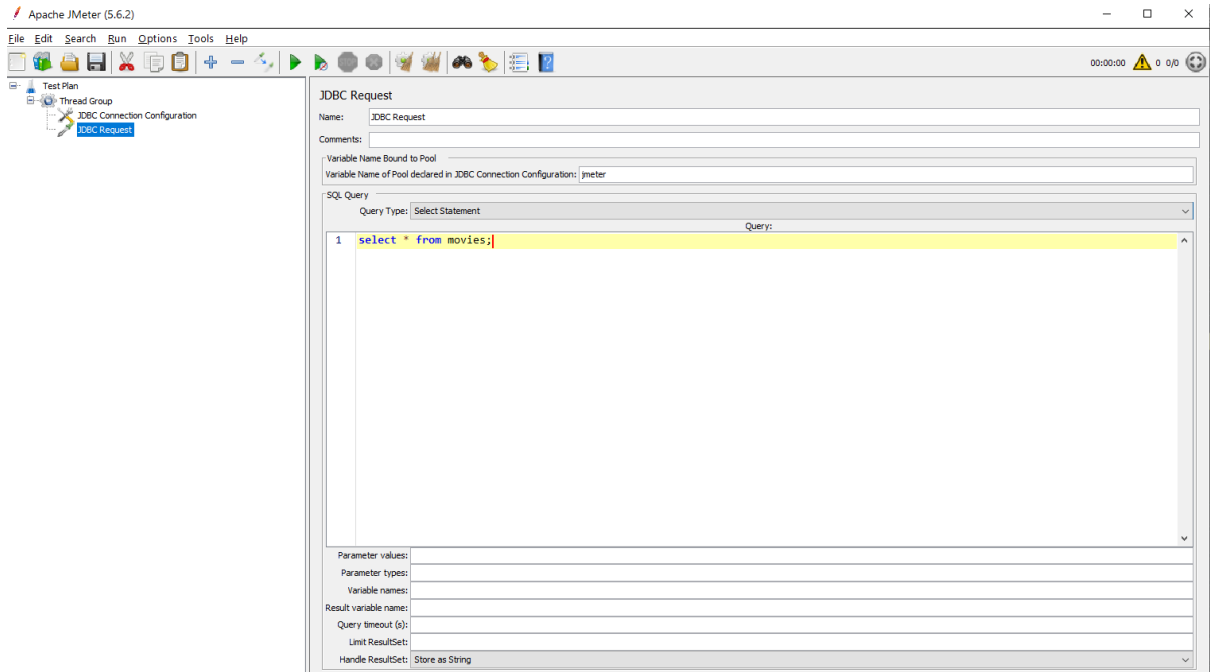 Apache JMeter (5.6.2)
File Edit Search Run Options Tools Help
00:00:00 0 0/0
Test Plan
Thread Group
JDBC Connection Configuration
JDBC Request
JDBC Request
Name: JDBC Request
Comments:
Variable Name Bound to Pool
Variable Name of Pool declared in JDBC Connection Configuration: jmeter
SQL Query
Query Type: Select Statement
Query:
1 select * from movies;
Parameter values:
Parameter types:
Variable names:
Result variable name:
Query timeout (s):
Limit ResultSet:
Handle ResultSet: Store as String